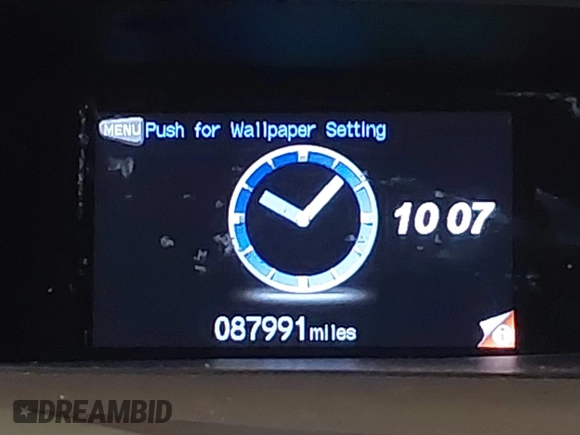 MENU Push for Wallpaper Setting
10 07
087991 miles
i
DREAMBID